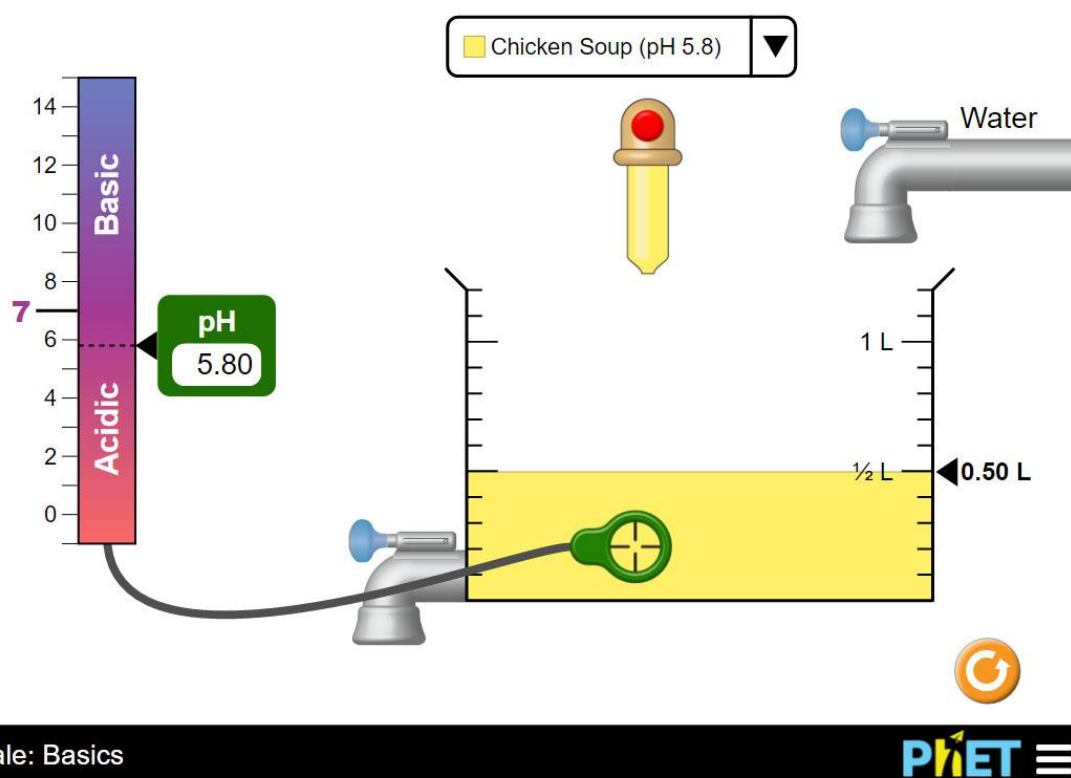 Chicken Soup (pH 5.8)
Water
14
12
10
8
7
6
4
2
0
Basic
Acidic
pH
5.80
1 L
½ L
0.50 L
ale: Basics
PhET